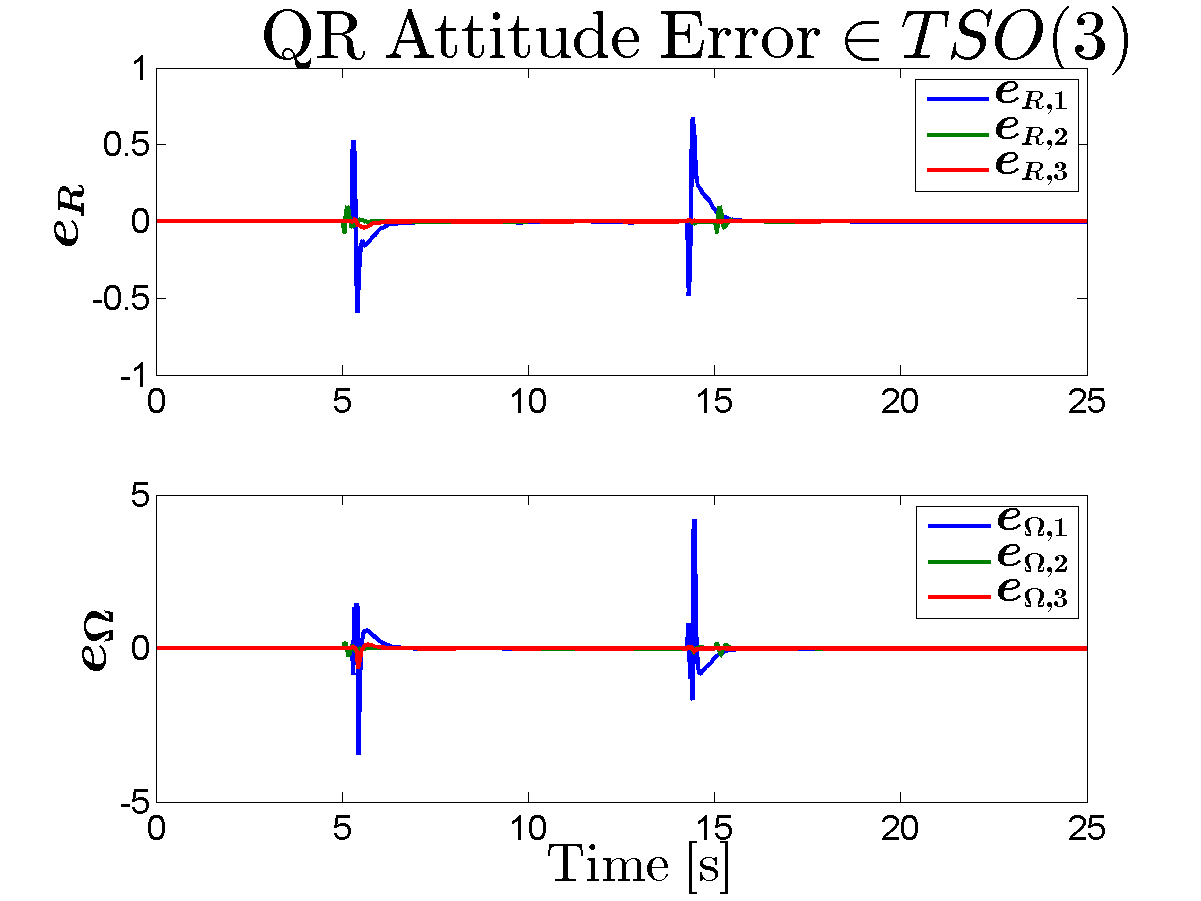 QR Attitude Error ∈ TSO(3)
1
0.5
0
-0.5
-1
e_R
e_{R,1}
e_{R,2}
e_{R,3}
0 5 10 15 20 25
5
0
-5
e_Ω
e_{Ω,1}
e_{Ω,2}
e_{Ω,3}
0 5 10 15 20 25
Time [s]